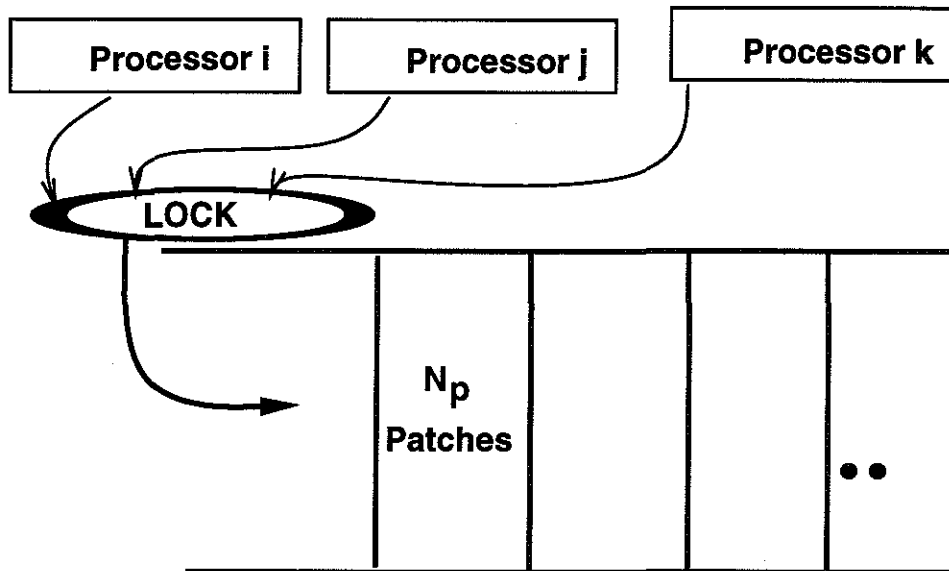 Processor i
Processor j
Processor k
LOCK
Np
Patches